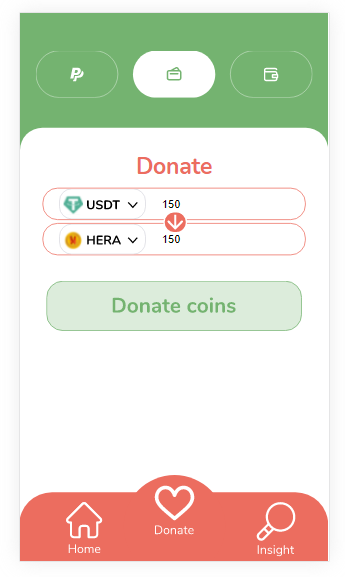 Donate
USDT 150
HERA 150
Donate coins
Home
Donate
Insight